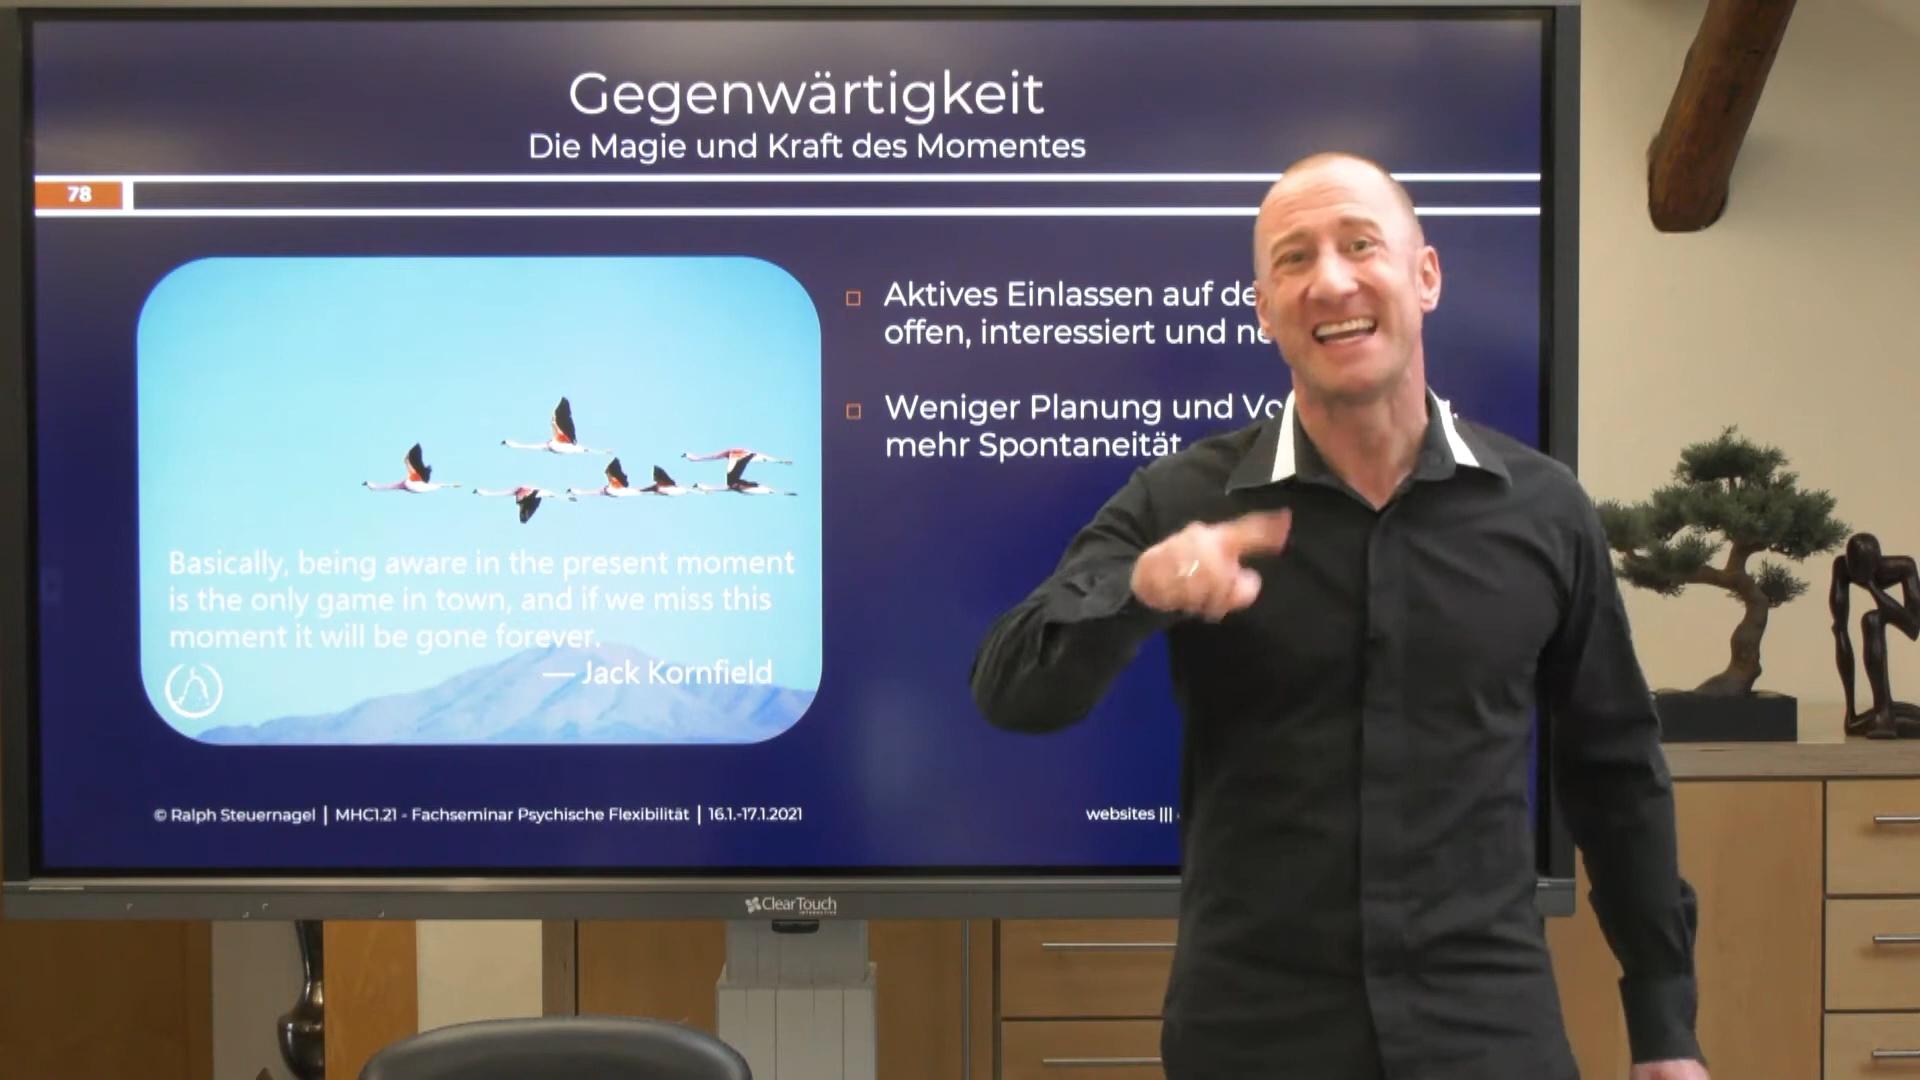 Gegenwärtigkeit
Die Magie und Kraft des Momentes
78
Aktives Einlassen auf
offen, interessiert und
Weniger Planung und
mehr Spontaneität
Basically, being aware in the present moment
is the only game in town, and if we miss this
moment it will be gone forever.
— Jack Kornfield
© Ralph Steuernagel | MHC1.21 - Fachseminar Psychische Flexibilität | 16.1.-17.1.2021
websites |||
ClearTouch
INTERACTIVE